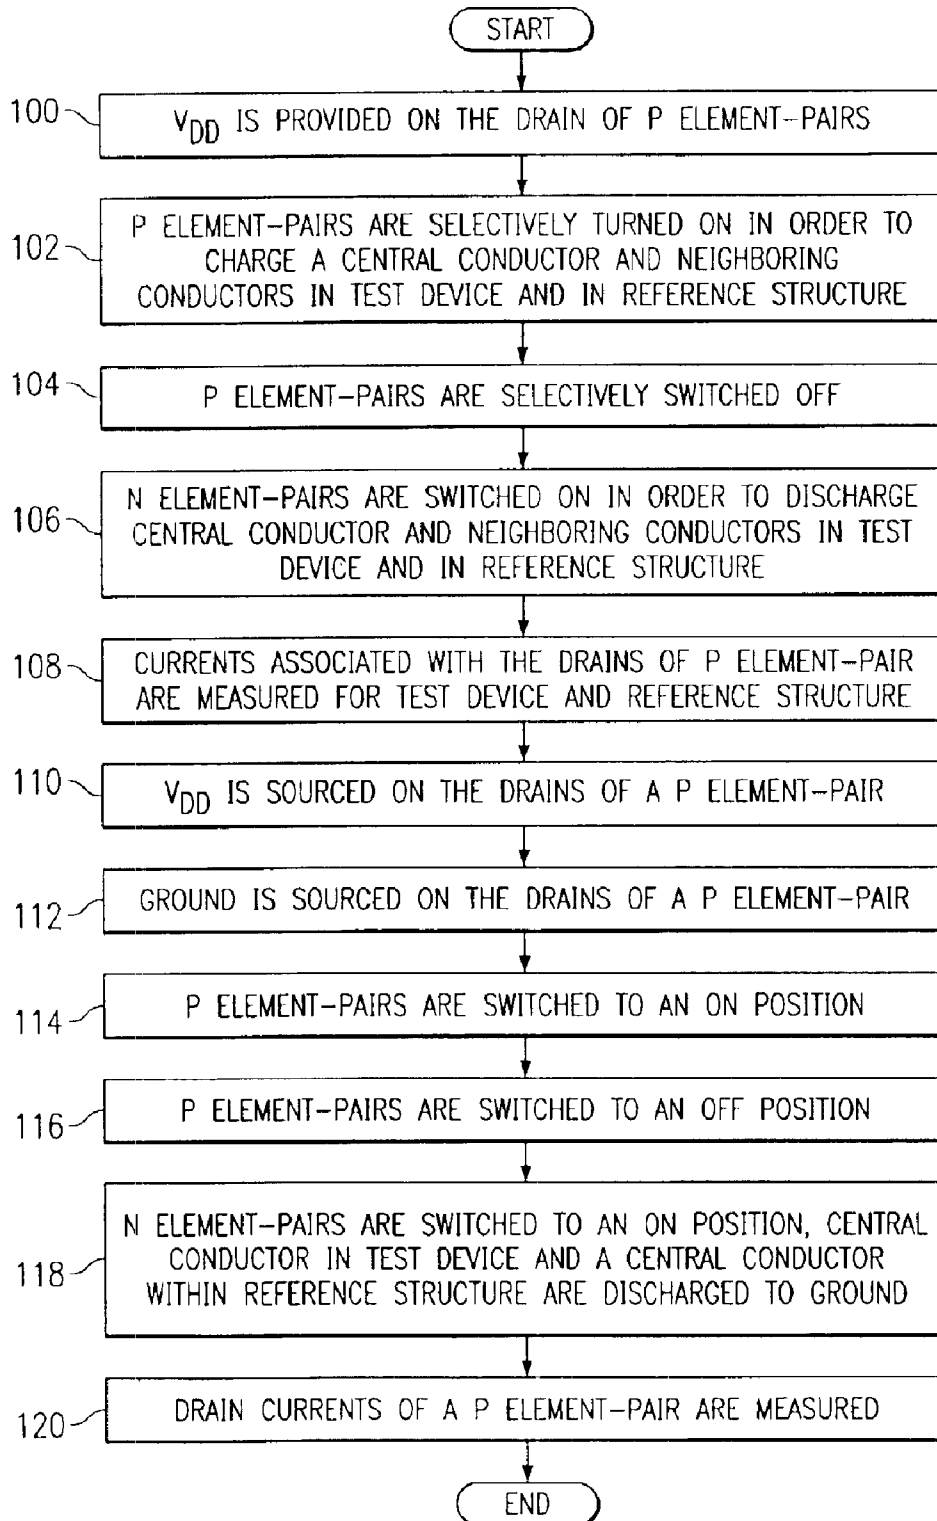 START
100
VDD IS PROVIDED ON THE DRAIN OF P ELEMENT-PAIRS
102
P ELEMENT-PAIRS ARE SELECTIVELY TURNED ON IN ORDER TO
CHARGE A CENTRAL CONDUCTOR AND NEIGHBORING
CONDUCTORS IN TEST DEVICE AND IN REFERENCE STRUCTURE
104
P ELEMENT-PAIRS ARE SELECTIVELY SWITCHED OFF
106
N ELEMENT-PAIRS ARE SWITCHED ON IN ORDER TO DISCHARGE
CENTRAL CONDUCTOR AND NEIGHBORING CONDUCTORS IN TEST
DEVICE AND IN REFERENCE STRUCTURE
108
CURRENTS ASSOCIATED WITH THE DRAINS OF P ELEMENT-PAIR
ARE MEASURED FOR TEST DEVICE AND REFERENCE STRUCTURE
110
VDD IS SOURCED ON THE DRAINS OF A P ELEMENT-PAIR
112
GROUND IS SOURCED ON THE DRAINS OF A P ELEMENT-PAIR
114
P ELEMENT-PAIRS ARE SWITCHED TO AN ON POSITION
116
P ELEMENT-PAIRS ARE SWITCHED TO AN OFF POSITION
118
N ELEMENT-PAIRS ARE SWITCHED TO AN ON POSITION, CENTRAL
CONDUCTOR IN TEST DEVICE AND A CENTRAL CONDUCTOR
WITHIN REFERENCE STRUCTURE ARE DISCHARGED TO GROUND
120
DRAIN CURRENTS OF A P ELEMENT-PAIR ARE MEASURED
END